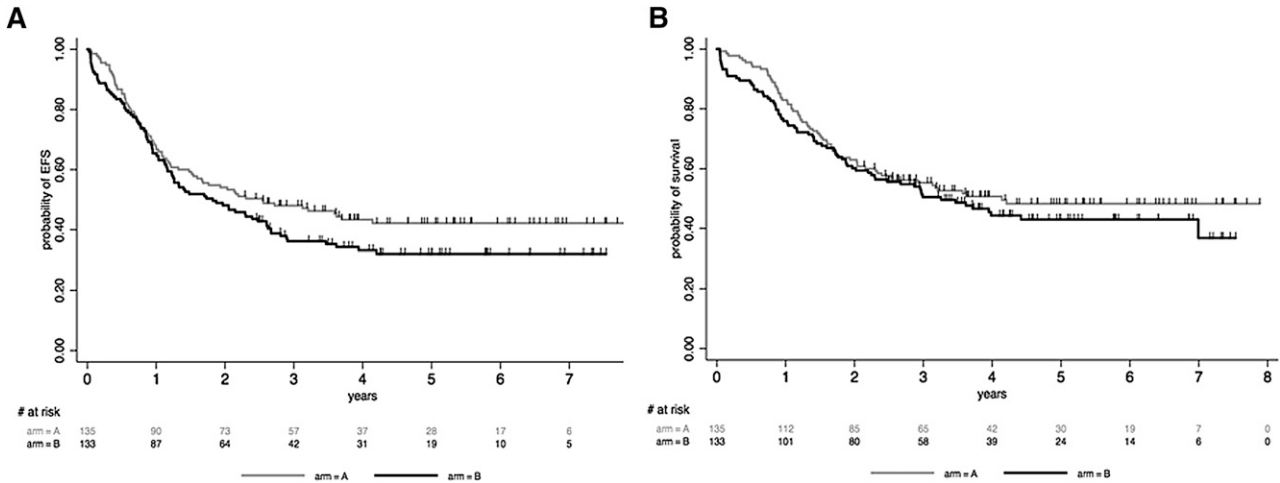 A
B
probability of EFS
1.00
0.80
0.60
0.40
0.20
0.00
0 1 2 3 4 5 6 7
years
# at risk
arm = A 135 90 73 57 37 28 17 6
arm = B 133 87 64 42 31 19 10 5
arm = A arm = B
probability of survival
1.00
0.80
0.60
0.40
0.20
0.00
0 1 2 3 4 5 6 7 8
years
# at risk
arm = A 135 112 85 65 42 30 19 7 0
arm = B 133 101 80 58 39 24 14 6 0
arm = A arm = B